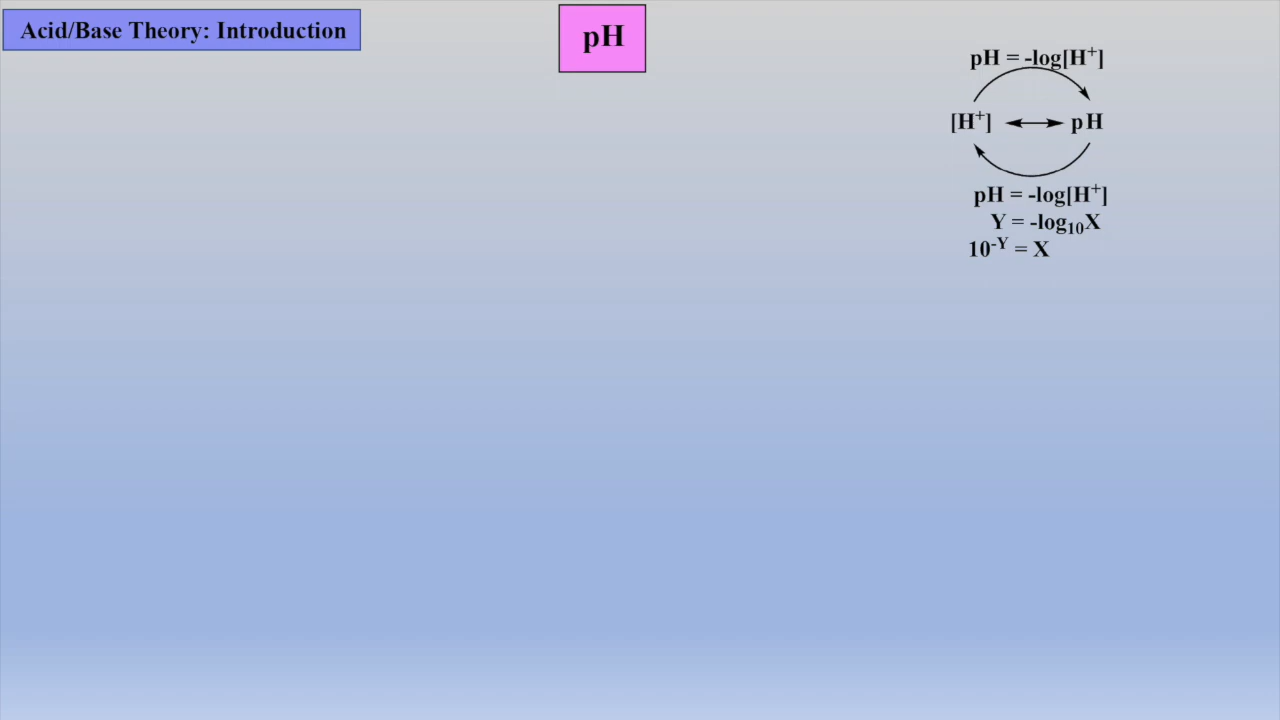 Acid/Base Theory: Introduction
pH
pH = -log[H⁺]
[H⁺] ↔ pH
pH = -log[H⁺]
Y = -log₁₀X
10⁻ʸ = X